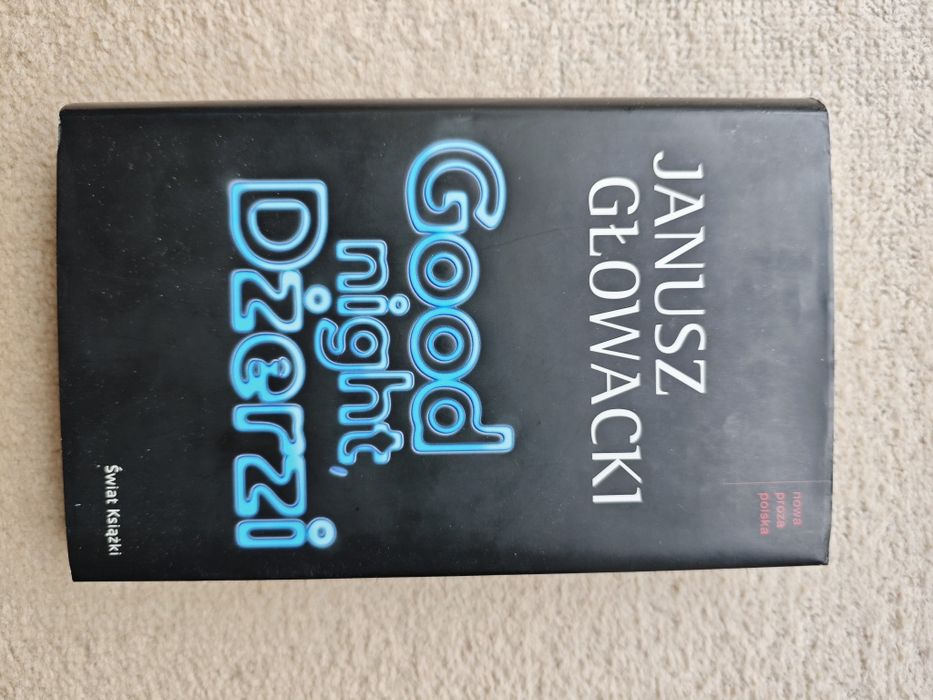 nowa
proza
polska
JANUSZ
GŁOWACKI
Good
night,
Dżerzi
Świat Książki